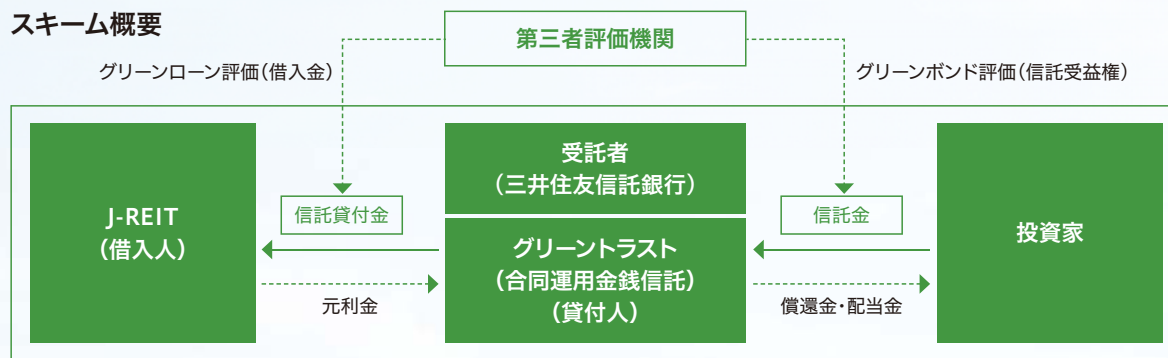 スキーム概要
第三者評価機関
グリーンローン評価(借入金)
グリーンボンド評価(信託受益権)
J-REIT
(借入人)
信託貸付金
元利金
受託者
(三井住友信託銀行)
グリーントラスト
(合同運用金銭信託)
(貸付人)
信託金
償還金・配当金
投資家